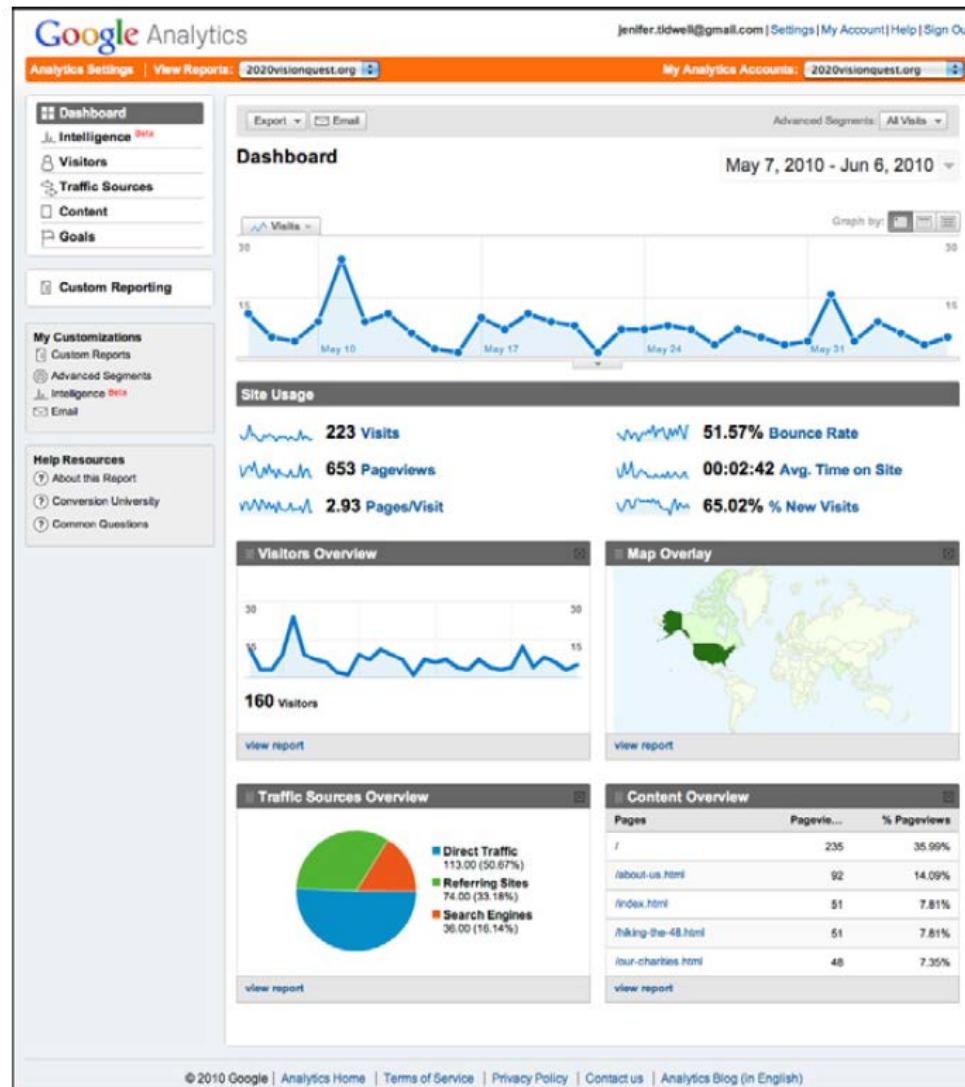 Google Analytics
jenifer.tidwell@gmail.com | Settings | My Account | Help | Sign Ou
Analytics Settings | View Reports: 2020visionquest.org
My Analytics Accounts: 2020visionquest.org
Dashboard
Intelligence Beta
Visitors
Traffic Sources
Content
Goals
Custom Reporting
My Customizations
Custom Reports
Advanced Segments
Intelligence Beta
Email
Help Resources
About this Report
Conversion University
Common Questions
Export Email
Advanced Segments: All Visits
Dashboard
May 7, 2010 - Jun 6, 2010
Visits
Graph by:
30 30
15 15
May 10 May 17 May 24 May 31
Site Usage
223 Visits
653 Pageviews
2.93 Pages/Visit
51.57% Bounce Rate
00:02:42 Avg. Time on Site
65.02% % New Visits
Visitors Overview
30 30
15 15
160 Visitors
view report
Map Overlay
view report
Traffic Sources Overview
Direct Traffic
113.00 (50.67%)
Referring Sites
74.00 (33.18%)
Search Engines
36.00 (16.14%)
view report
Content Overview
Pages Pagevie... % Pageviews
/ 235 35.99%
/about-us.html 92 14.09%
/index.html 51 7.81%
/hiking-the-48.html 51 7.81%
/our-charities.html 48 7.35%
view report
© 2010 Google | Analytics Home | Terms of Service | Privacy Policy | Contact us | Analytics Blog (in English)